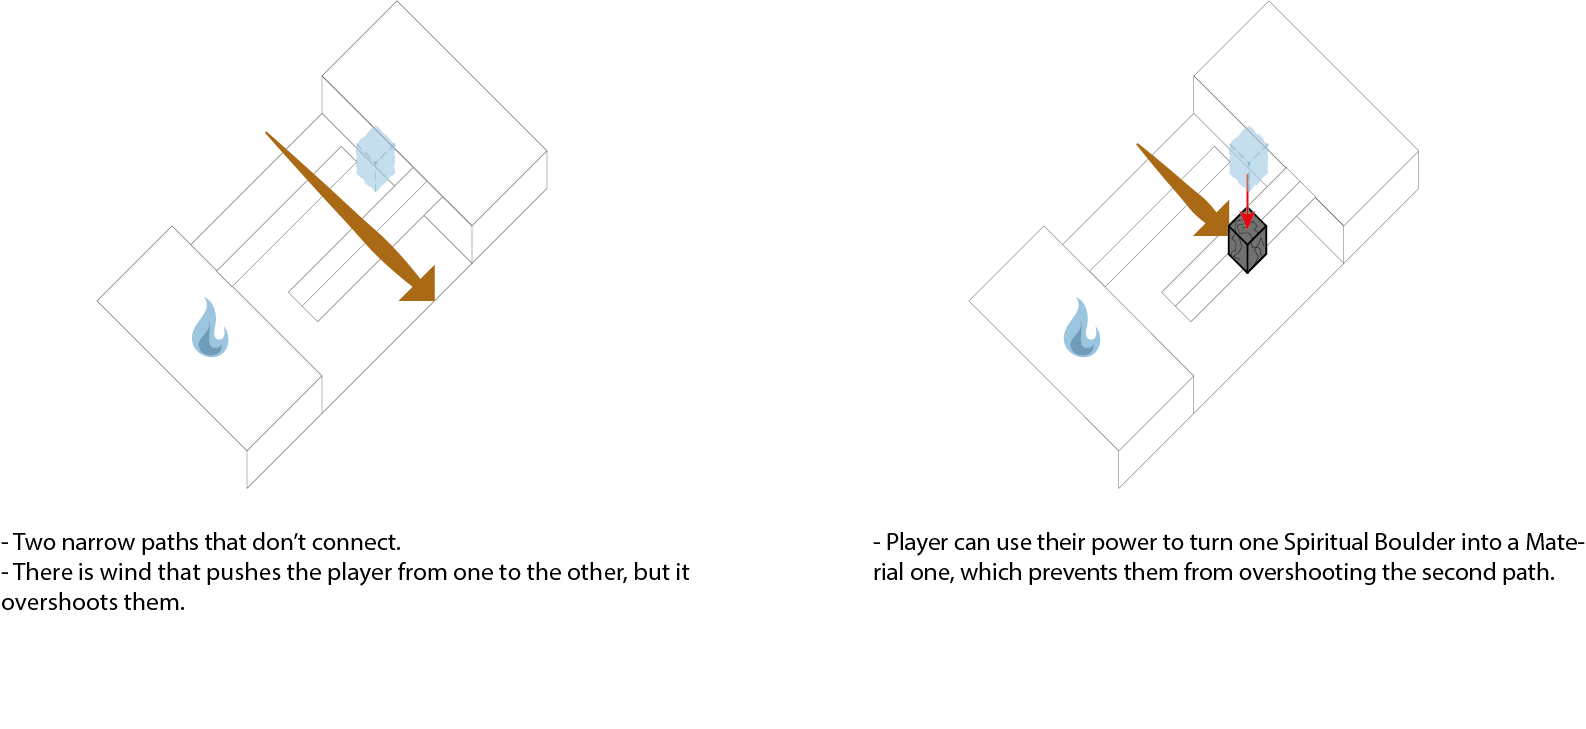 - Two narrow paths that don’t connect.
- There is wind that pushes the player from one to the other, but it
overshoots them.
- Player can use their power to turn one Spiritual Boulder into a Mate-
rial one, which prevents them from overshooting the second path.